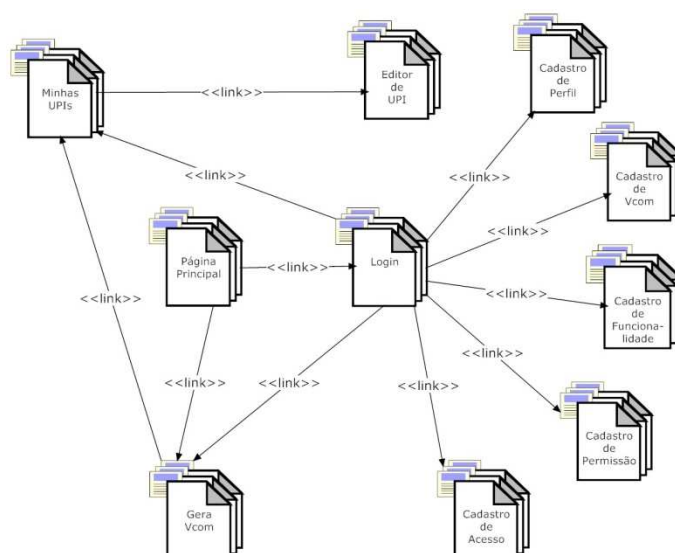 Minhas
UPIs
<<link>>
Editor
de
UPI
Cadastro
de
Perfil
<<link>>
<<link>>
Cadastro
de
Vcom
<<link>>
Página
Principal
<<link>>
Login
<<link>>
<<link>>
Cadastro
de
Funciona-
lidade
<<link>>
<<link>>
<<link>>
<<link>>
<<link>>
Cadastro
de
Permissão
Gera
Vcom
Cadastro
de
Acesso